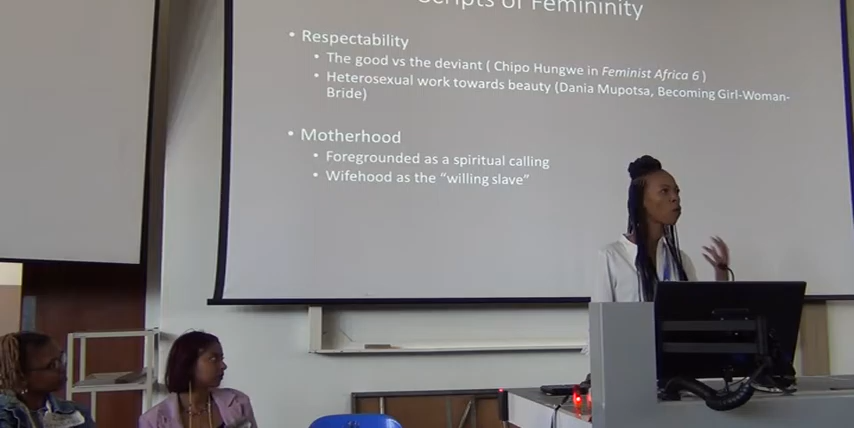 Scripts of Femininity
• Respectability
• The good vs the deviant ( Chipo Hungwe in Feminist Africa 6 )
• Heterosexual work towards beauty (Dania Mupotsa, Becoming Girl-Woman-
Bride)
• Motherhood
• Foregrounded as a spiritual calling
• Wifehood as the “willing slave”